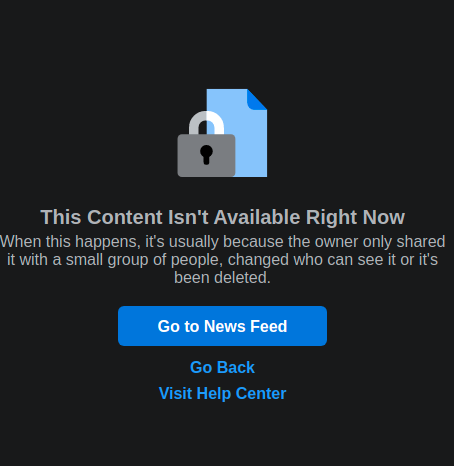 This Content Isn't Available Right Now
When this happens, it's usually because the owner only shared
it with a small group of people, changed who can see it or it's
been deleted.
Go to News Feed
Go Back
Visit Help Center